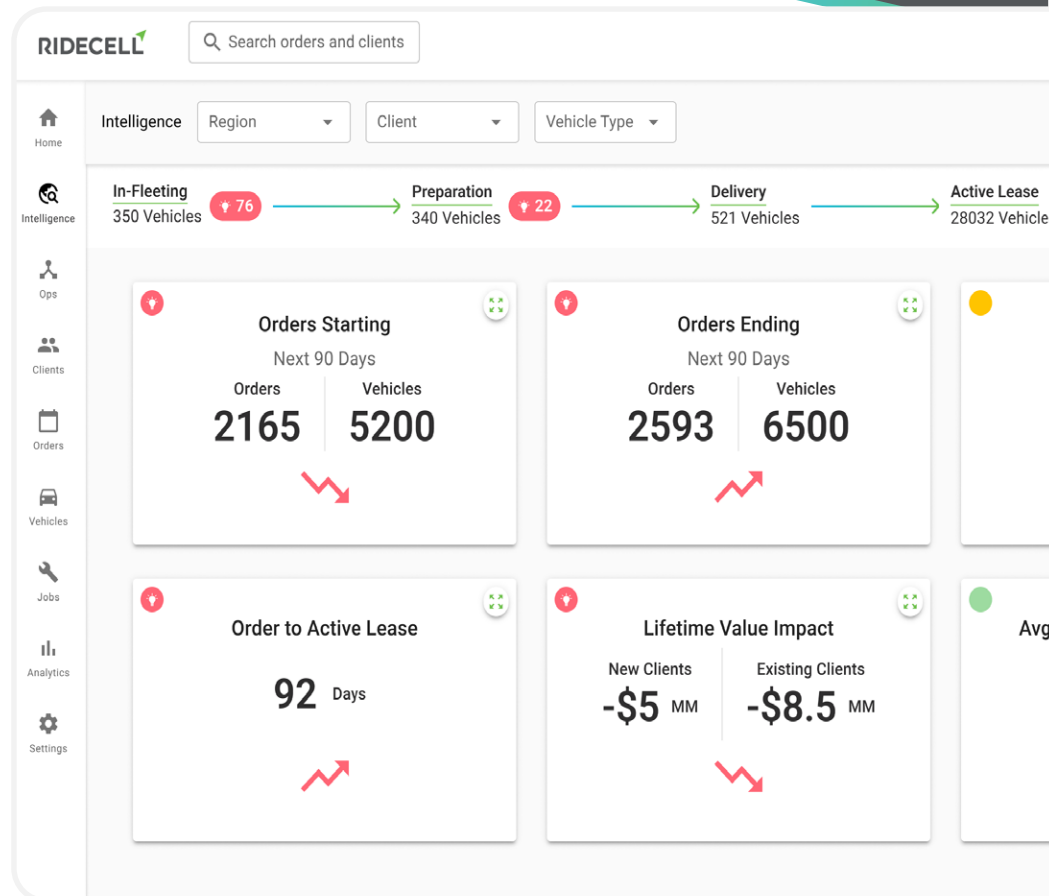 RIDECELL
Search orders and clients
Home
Intelligence
Ops
Clients
Orders
Vehicles
Jobs
Analytics
Settings
Intelligence Region Client Vehicle Type
In-Fleeting
350 Vehicles
76
Preparation
340 Vehicles
22
Delivery
521 Vehicles
Active Lease
28032 Vehicle
Orders Starting
Next 90 Days
Orders Vehicles
2165 5200
Orders Ending
Next 90 Days
Orders Vehicles
2593 6500
Order to Active Lease
92 Days
Lifetime Value Impact
New Clients Existing Clients
-$5 MM -$8.5 MM
Avg